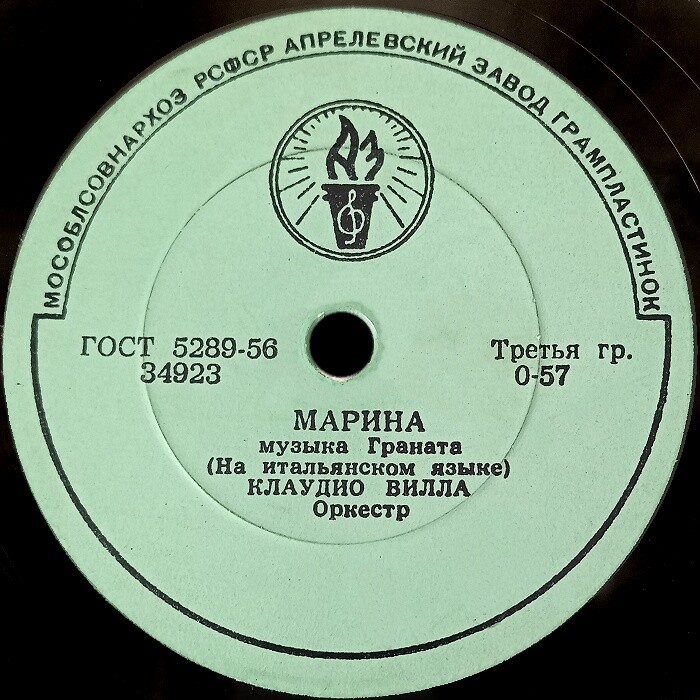 МОСОБЛСОВНАРХОЗ РСФСР АПРЕЛЕВСКИЙ ЗАВОД ГРАМПЛАСТИНОК
АЗ
ГОСТ 5289-56
34923
Третья гр.
0-57
МАРИНА
музыка Граната
(На итальянском языке)
КЛАУДИО ВИЛЛА
Оркестр